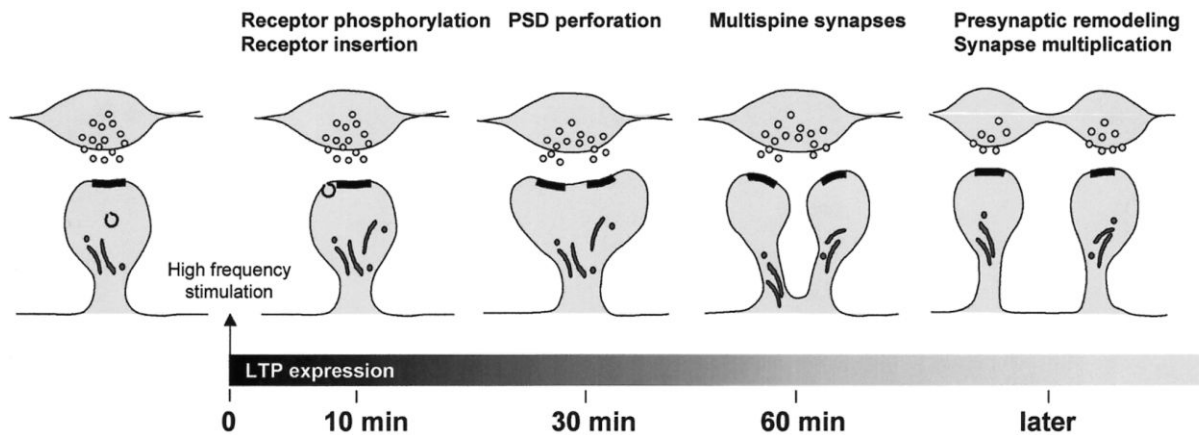 Receptor phosphorylation
Receptor insertion
PSD perforation
Multispine synapses
Presynaptic remodeling
Synapse multiplication
High frequency
stimulation
LTP expression
0
10 min
30 min
60 min
later